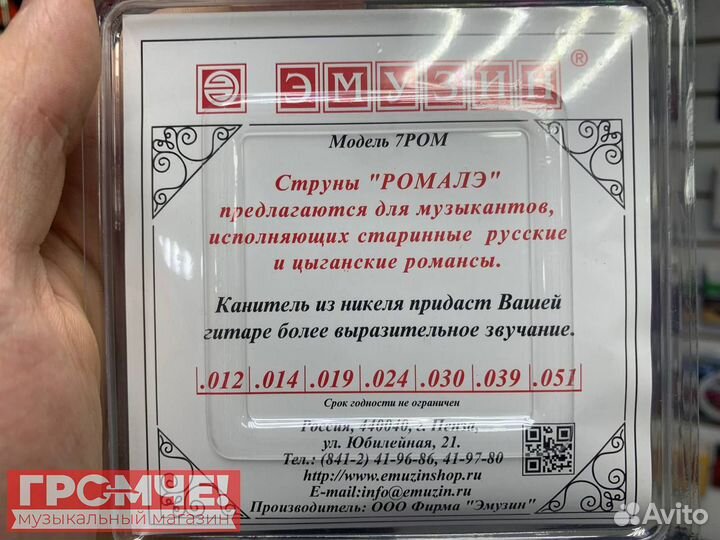 Э ЭМУЗИН ®
Модель 7РОМ
Струны "РОМАЛЭ"
предлагаются для музыкантов,
исполняющих старинные русские
и цыганские романсы.
Канитель из никеля придаст Вашей
гитаре более выразительное звучание.
.012 .014 .019 .024 .030 .039 .051
Срок годности не ограничен
Россия, 440040, г. Пенза,
ул. Юбилейная, 21.
Тел.: (841-2) 41-96-86, 41-97-80
http://www.emuzinshop.ru
E-mail:info@emuzin.ru
Производитель: ООО Фирма "Эмузин"
ГРОМЧЕ!
музыкальный магазин
Avito